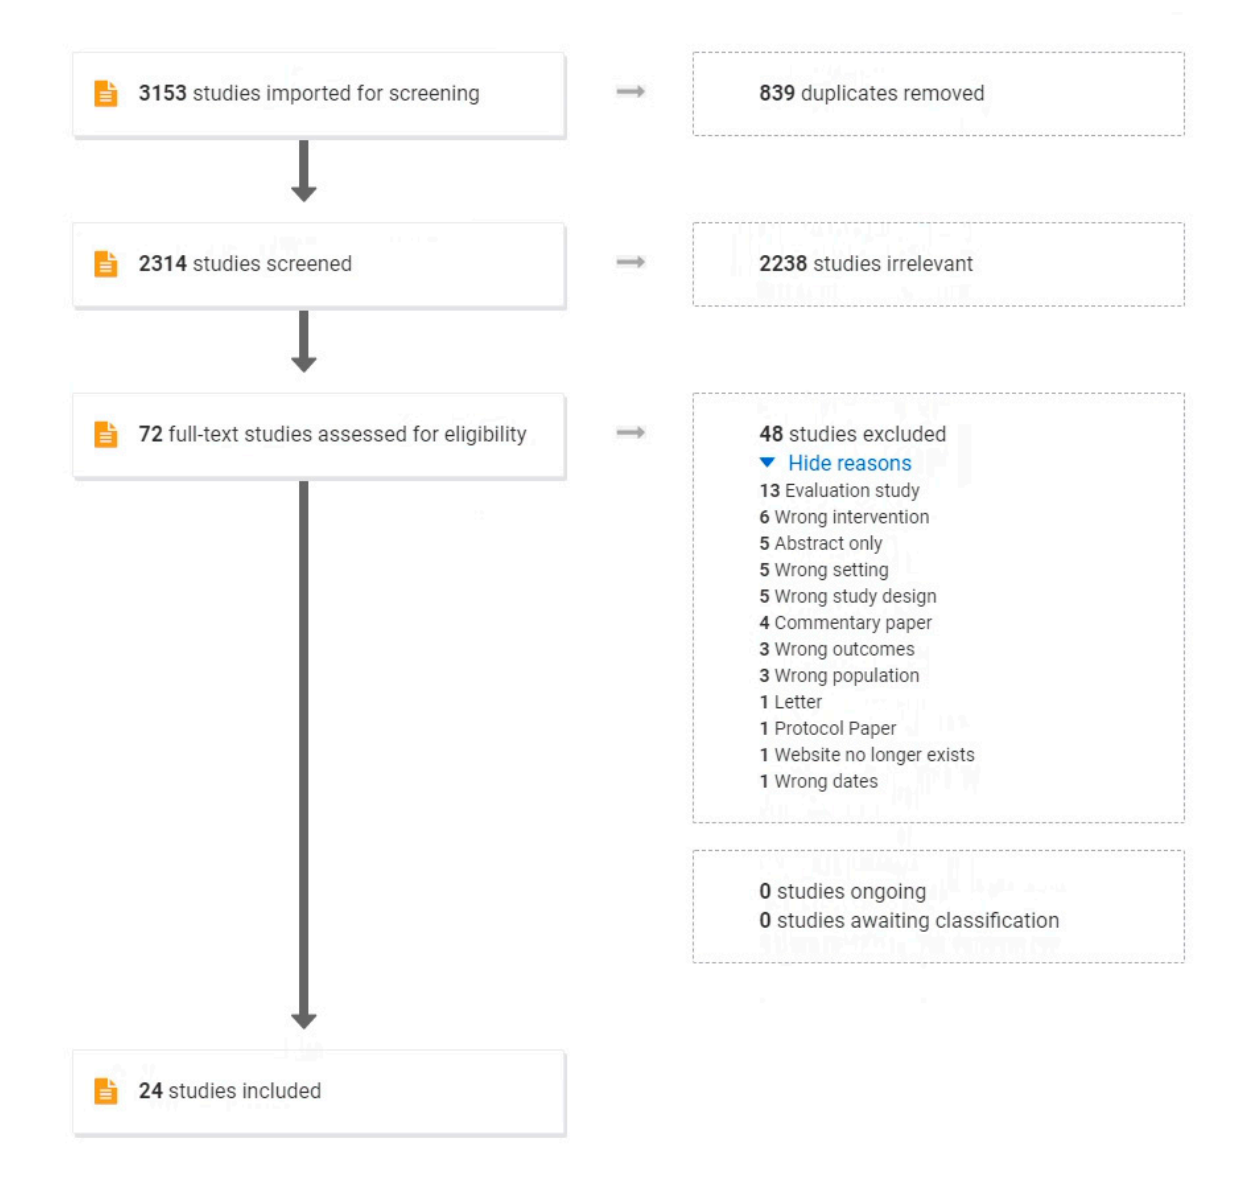 3153 studies imported for screening
839 duplicates removed
2314 studies screened
2238 studies irrelevant
72 full-text studies assessed for eligibility
48 studies excluded
Hide reasons
13 Evaluation study
6 Wrong intervention
5 Abstract only
5 Wrong setting
5 Wrong study design
4 Commentary paper
3 Wrong outcomes
3 Wrong population
1 Letter
1 Protocol Paper
1 Website no longer exists
1 Wrong dates
0 studies ongoing
0 studies awaiting classification
24 studies included